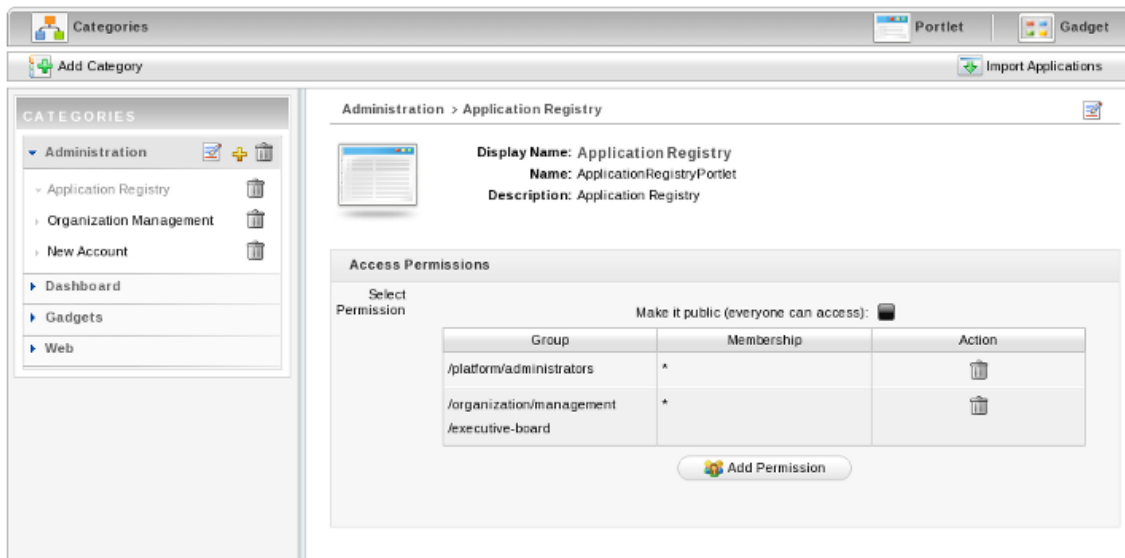 Categories
Portlet
Gadget
Add Category
Import Applications
CATEGORIES
Administration
Application Registry
Organization Management
New Account
Dashboard
Gadgets
Web
Administration > Application Registry
Display Name: Application Registry
Name: ApplicationRegistryPortlet
Description: Application Registry
Access Permissions
Select
Permission
Make it public (everyone can access):
Group Membership Action
/platform/administrators *
/organization/management *
/executive-board
Add Permission